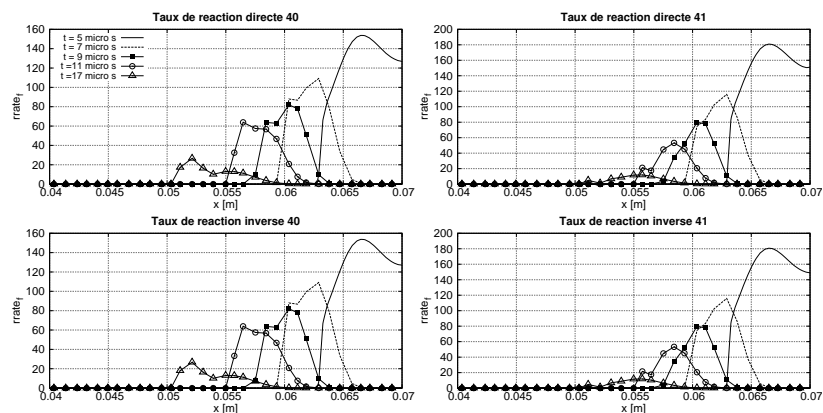 Taux de reaction directe 40
rrate_f
160
140
120
100
80
60
40
20
0
t = 5 micro s
t = 7 micro s
t = 9 micro s
t =11 micro s
t =17 micro s
0.04 0.045 0.05 0.055 0.06 0.065 0.07
x [m]
Taux de reaction directe 41
rrate_f
200
180
160
140
120
100
80
60
40
20
0
0.04 0.045 0.05 0.055 0.06 0.065 0.07
x [m]
Taux de reaction inverse 40
rrate_f
160
140
120
100
80
60
40
20
0
0.04 0.045 0.05 0.055 0.06 0.065 0.07
x [m]
Taux de reaction inverse 41
rrate_f
200
180
160
140
120
100
80
60
40
20
0
0.04 0.045 0.05 0.055 0.06 0.065 0.07
x [m]